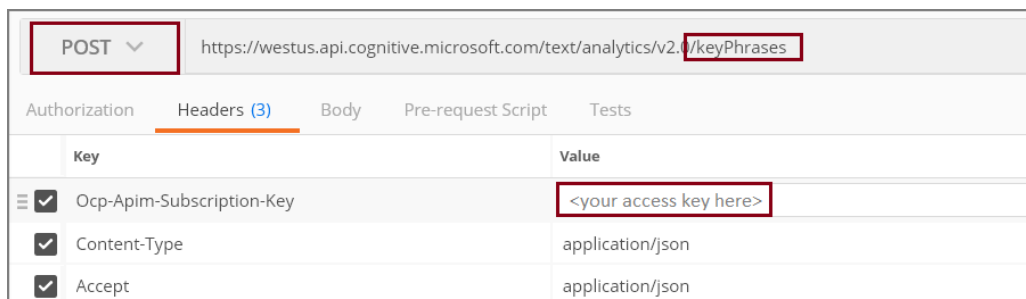 POST https://westus.api.cognitive.microsoft.com/text/analytics/v2.0/keyPhrases
Authorization Headers (3) Body Pre-request Script Tests
Key Value
Ocp-Apim-Subscription-Key <your access key here>
Content-Type application/json
Accept application/json